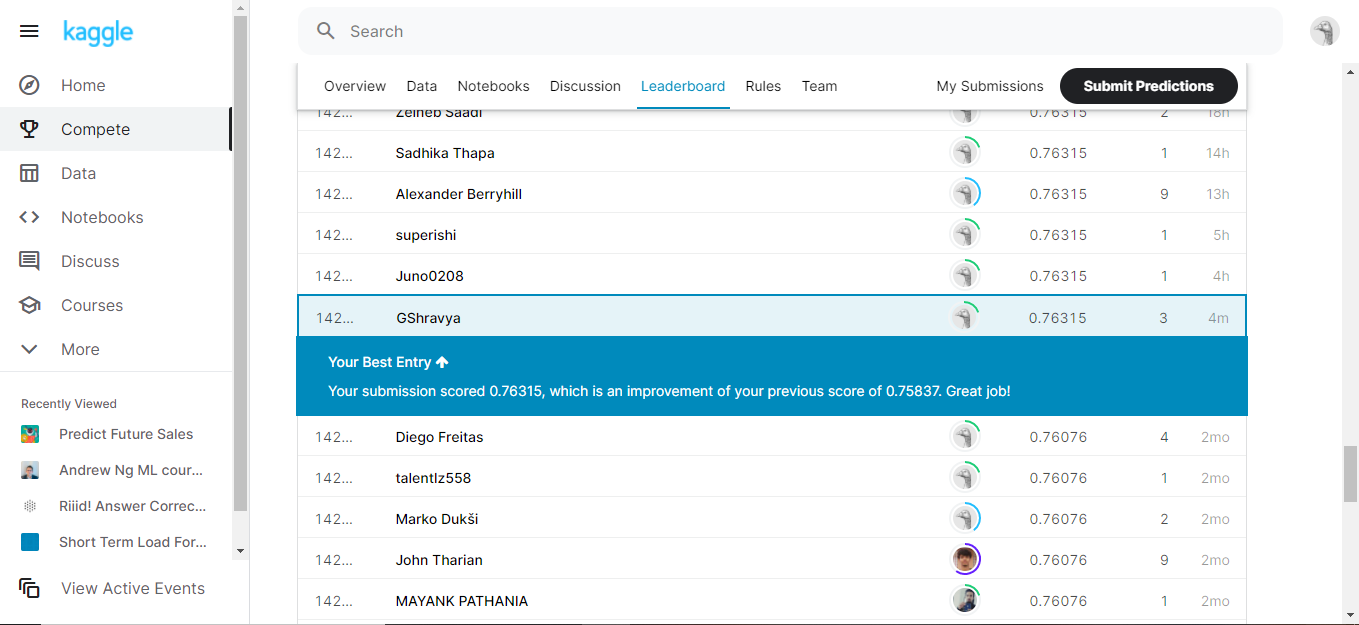 kaggle
Search
Home
Compete
Data
Notebooks
Discuss
Courses
More
Recently Viewed
Predict Future Sales
Andrew Ng ML cour...
Riiid! Answer Correc...
Short Term Load For...
View Active Events
Overview Data Notebooks Discussion Leaderboard Rules Team My Submissions Submit Predictions
142... Zeineb Saadi 0.76315 2 18h
142... Sadhika Thapa 0.76315 1 14h
142... Alexander Berryhill 0.76315 9 13h
142... superishi 0.76315 1 5h
142... Juno0208 0.76315 1 4h
142... GShravya 0.76315 3 4m
Your Best Entry
Your submission scored 0.76315, which is an improvement of your previous score of 0.75837. Great job!
142... Diego Freitas 0.76076 4 2mo
142... talentlz558 0.76076 1 2mo
142... Marko Dukši 0.76076 2 2mo
142... John Tharian 0.76076 9 2mo
142... MAYANK PATHANIA 0.76076 1 2mo